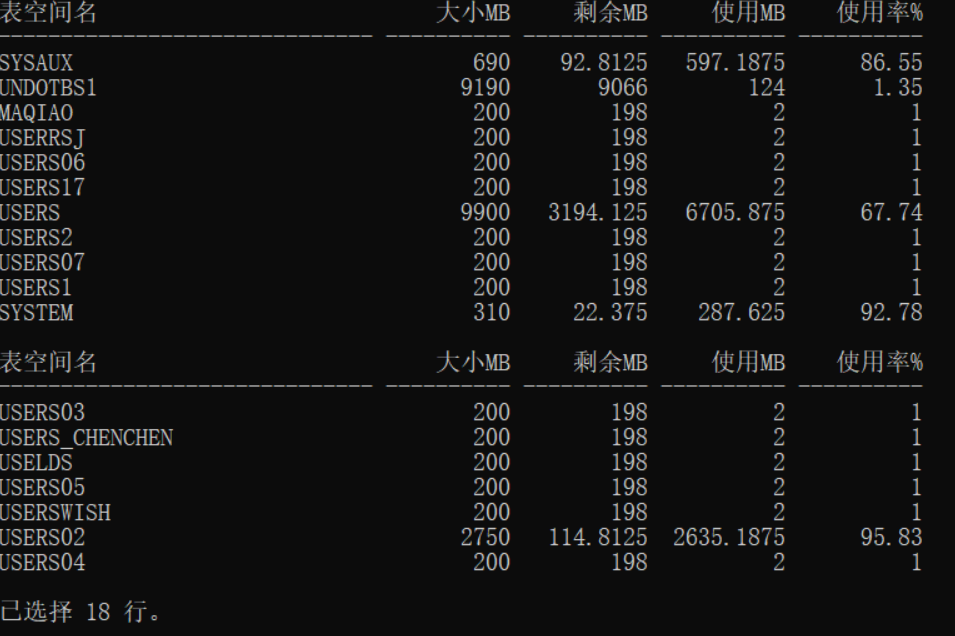 表空间名 大小MB 剩余MB 使用MB 使用率%
------------------------------ ---------- ---------- ---------- ----------
SYSAUX 690 92.8125 597.1875 86.55
UNDOTBS1 9190 9066 124 1.35
MAQIAO 200 198 2 1
USERRSJ 200 198 2 1
USERS06 200 198 2 1
USERS17 200 198 2 1
USERS 9900 3194.125 6705.875 67.74
USERS2 200 198 2 1
USERS07 200 198 2 1
USERS1 200 198 2 1
SYSTEM 310 22.375 287.625 92.78
表空间名 大小MB 剩余MB 使用MB 使用率%
------------------------------ ---------- ---------- ---------- ----------
USERS03 200 198 2 1
USERS_CHENCHEN 200 198 2 1
USELDS 200 198 2 1
USERS05 200 198 2 1
USERSWISH 200 198 2 1
USERS02 2750 114.8125 2635.1875 95.83
USERS04 200 198 2 1
已选择 18 行。